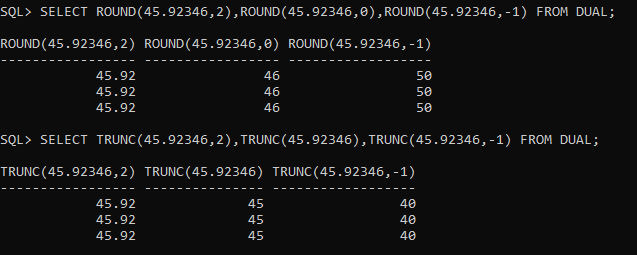 SQL> SELECT ROUND(45.92346,2),ROUND(45.92346,0),ROUND(45.92346,-1) FROM DUAL;
ROUND(45.92346,2) ROUND(45.92346,0) ROUND(45.92346,-1)
----------------- ----------------- ------------------
            45.92                46                 50
            45.92                46                 50
            45.92                46                 50
SQL> SELECT TRUNC(45.92346,2),TRUNC(45.92346),TRUNC(45.92346,-1) FROM DUAL;
TRUNC(45.92346,2) TRUNC(45.92346) TRUNC(45.92346,-1)
----------------- --------------- ------------------
            45.92              45                 40
            45.92              45                 40
            45.92              45                 40